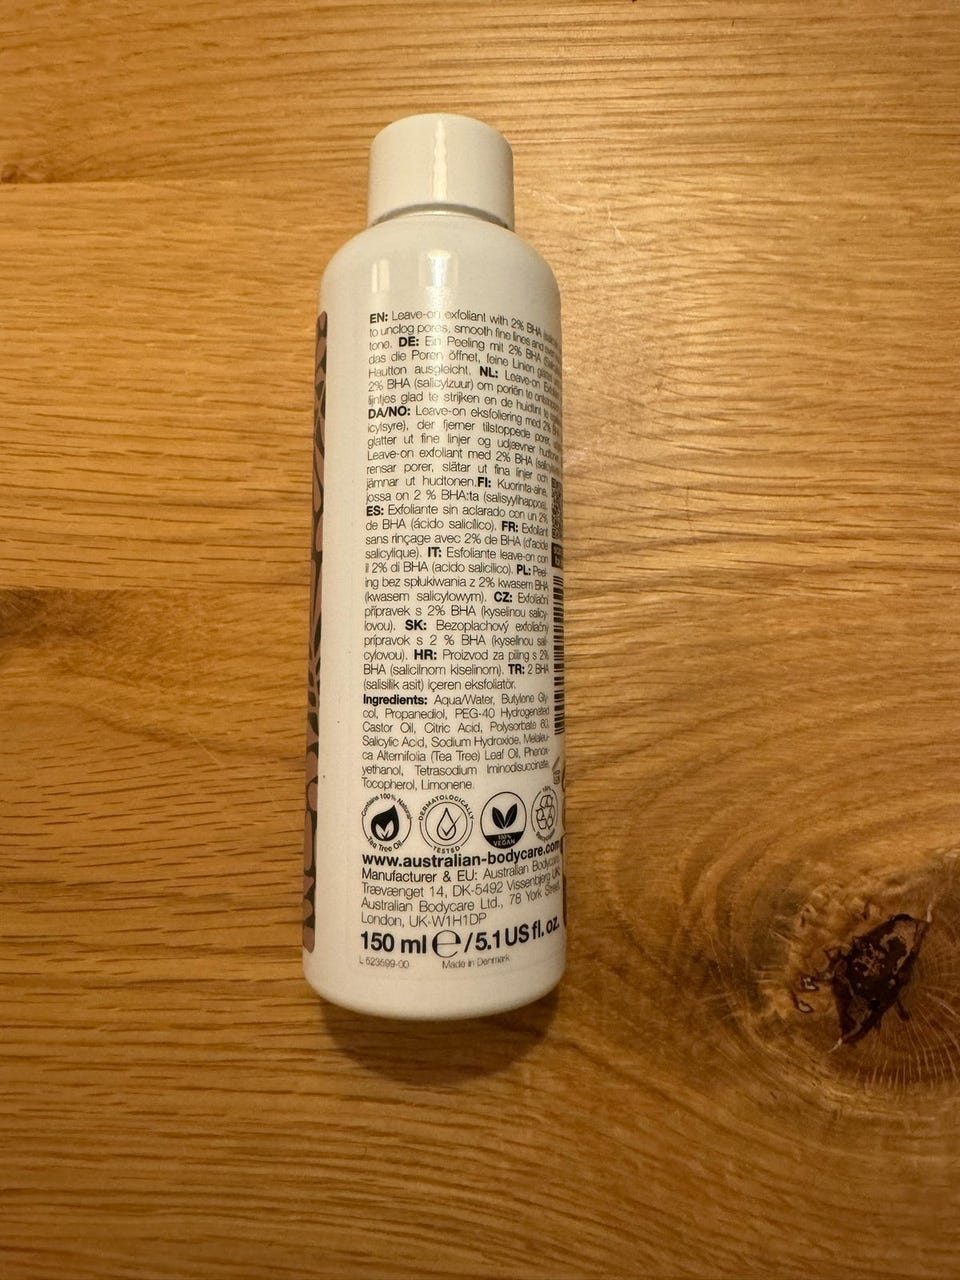 EN: Leave-on exfoliant with 2% BHA
to unclog pores, smooth fine lines and
tone. DE: Ein Peeling mit 2% BHA
das die Poren öffnet, feine Linien
Hautton ausgleicht. NL: Leave-on
2% BHA (salicylzuur) om poriën te
lijntjes glad te strijken en de huidtint te
DA/NO: Leave-on eksfoliering med 2%
icylsyre), der fjerner tilstoppede porer,
glatter ut fine linjer og udjævner
Leave-on exfoliant med 2% BHA
rensar porer, slätar ut fina linjer och
jämnar ut hudtonen.FI: Kuorinta-aine,
jossa on 2 % BHA:ta (salisyylihappoa).
ES: Exfoliante sin aclarado con un 2%
de BHA (ácido salicílico). FR: Exfoliant
sans rinçage avec 2% de BHA (d'acide
salicylique). IT: Esfoliante leave-on con
il 2% di BHA (acido salicilico). PL: Peel-
ing bez spłukiwania z 2% kwasem BHA
(kwasem salicylowym). CZ: Exfoliační
přípravek s 2% BHA (kyselinou salicy-
lovou). SK: Bezoplachový exfoliačný
prípravok s 2 % BHA (kyselinou sali-
cylovou). HR: Proizvod za piling s 2%
BHA (salicilnom kiselinom). TR: 2 BHA
(salisilik asit) içeren eksfoliatör.
Ingredients: Aqua/Water, Butylene Gly-
col, Propanediol, PEG-40 Hydrogenated
Castor Oil, Citric Acid, Polysorbate 80,
Salicylic Acid, Sodium Hydroxide, Melaleu-
ca Alternifolia (Tea Tree) Leaf Oil, Phenox-
yethanol, Tetrasodium Iminodisuccinate,
Tocopherol, Limonene.
Contains 100% Natural
Tea Tree Oil
DERMATOLOGICALLY
TESTED
100%
VEGAN
100%
www.australian-bodycare.com
Manufacturer & EU: Australian Bodycare,
Trævænget 14, DK-5492 Vissenbjerg UK:
Australian Bodycare Ltd., 78 York Street,
London, UK-W1H1DP
150 ml ℮ / 5.1 US fl. oz.
L 523599-00 Made in Denmark